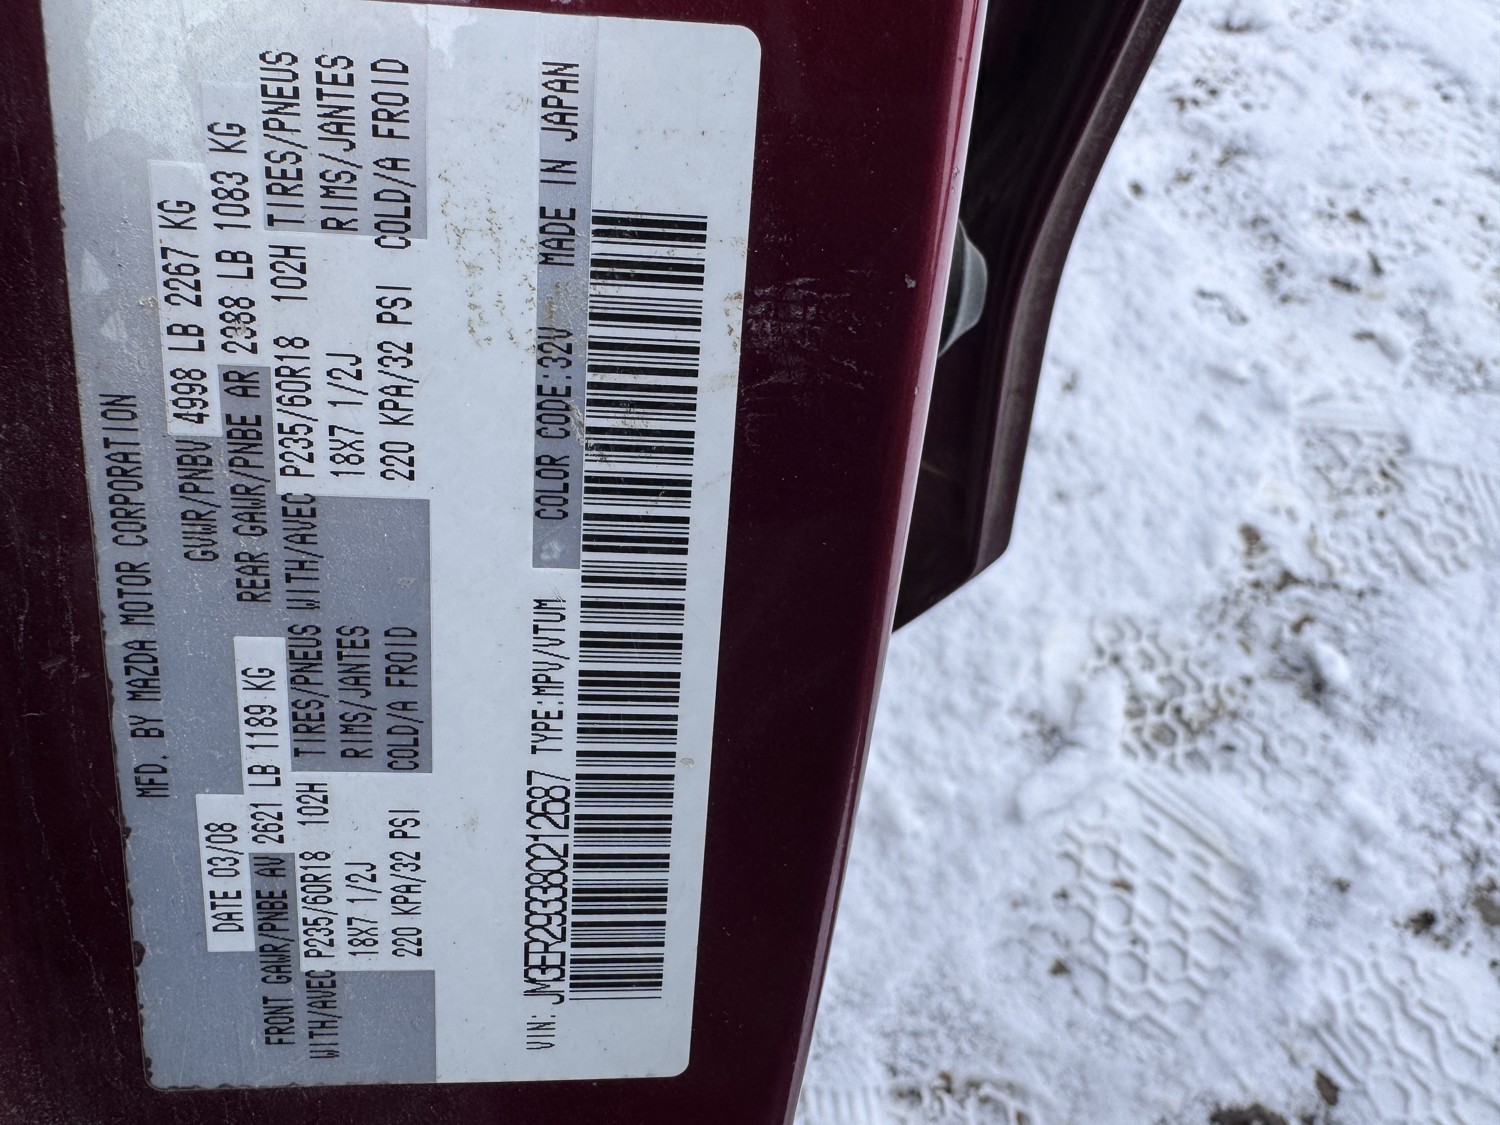 MFD. BY MAZDA MOTOR CORPORATION
DATE 03/08 GVWR/PNBV 4998 LB 2267 KG
FRONT GAWR/PNBE AV 2621 LB 1189 KG REAR GAWR/PNBE AR 2388 LB 1083 KG
WITH/AVEC P235/60R18 102H TIRES/PNEUS WITH/AVEC P235/60R18 102H TIRES/PNEUS
18X7 1/2J RIMS/JANTES 18X7 1/2J RIMS/JANTES
220 KPA/32 PSI COLD/A FROID 220 KPA/32 PSI COLD/A FROID
VIN: JM3ER293380212687 TYPE:MPV/VTUM COLOR CODE:32V MADE IN JAPAN